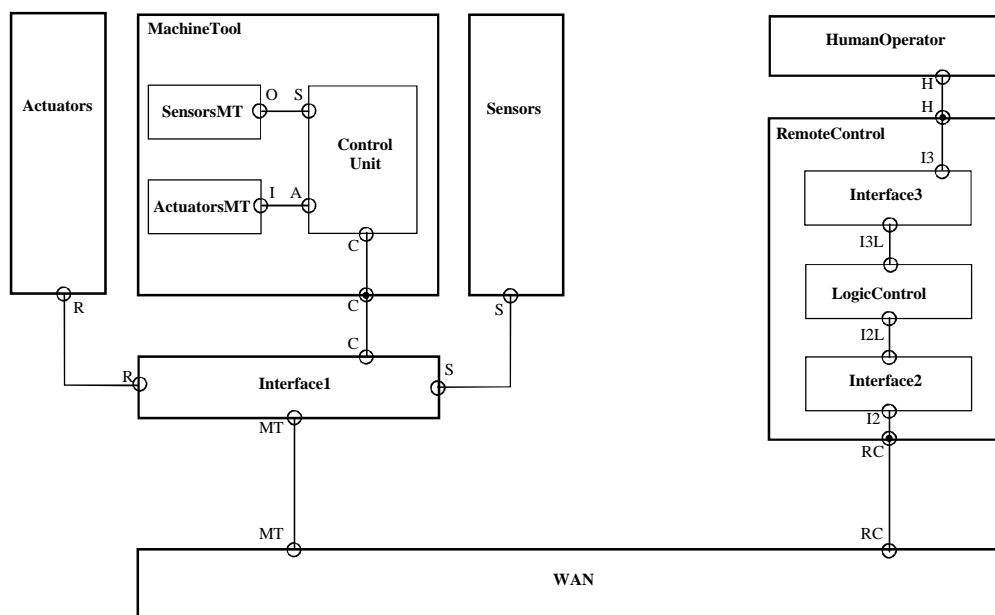 MachineTool
HumanOperator
Actuators
Sensors
SensorsMT
O
S
H
H
RemoteControl
Control
Unit
I3
ActuatorsMT
I
A
Interface3
C
I3L
R
C
S
LogicControl
C
I2L
R
Interface1
S
Interface2
MT
I2
RC
MT
RC
WAN